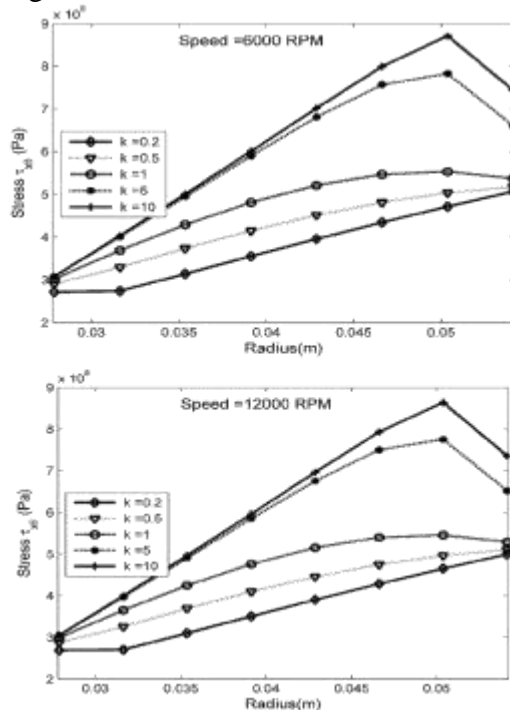 × 10⁸
Speed =6000 RPM
9
8
7
6
5
4
3
2
Stress τxθ (Pa)
k =0.2
k =0.5
k =1
k =5
k =10
0.03
0.035
0.04
0.045
0.05
Radius(m)
× 10⁸
Speed =12000 RPM
9
8
7
6
5
4
3
2
Stress τxθ (Pa)
k =0.2
k =0.5
k =1
k =5
k =10
0.03
0.035
0.04
0.045
0.05
Radius(m)